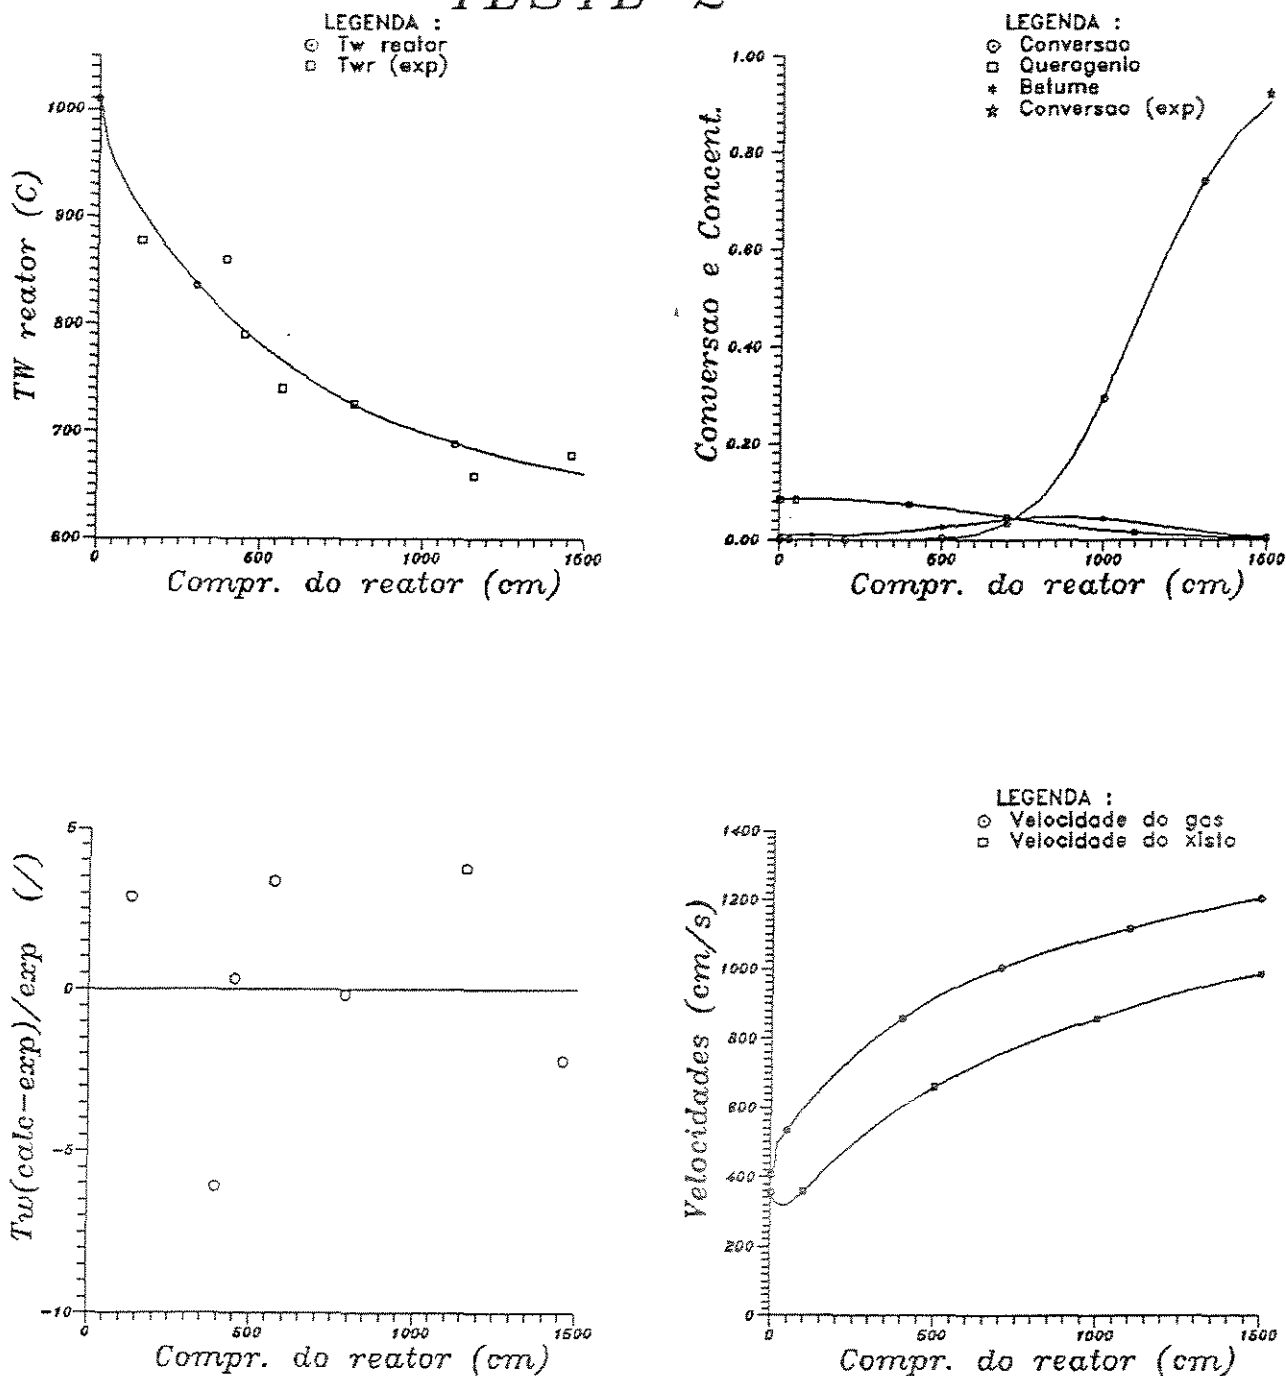 TESTE 2
LEGENDA :
Tw reator
Twr (exp)
1000
900
800
700
600
TW reator (C)
0
500
1000
1500
Compr. do reator (cm)
LEGENDA :
Conversao
Querogenio
Betume
Conversao (exp)
1.00
0.80
0.60
0.40
0.20
0.00
Conversao e Concent.
0
500
1000
1500
Compr. do reator (cm)
5
0
-5
-10
Tw(calc-exp)/exp (/)
0
500
1000
1500
Compr. do reator (cm)
LEGENDA :
Velocidade do gas
Velocidade do xisto
1400
1200
1000
800
600
400
200
0
Velocidades (cm/s)
0
500
1000
1500
Compr. do reator (cm)